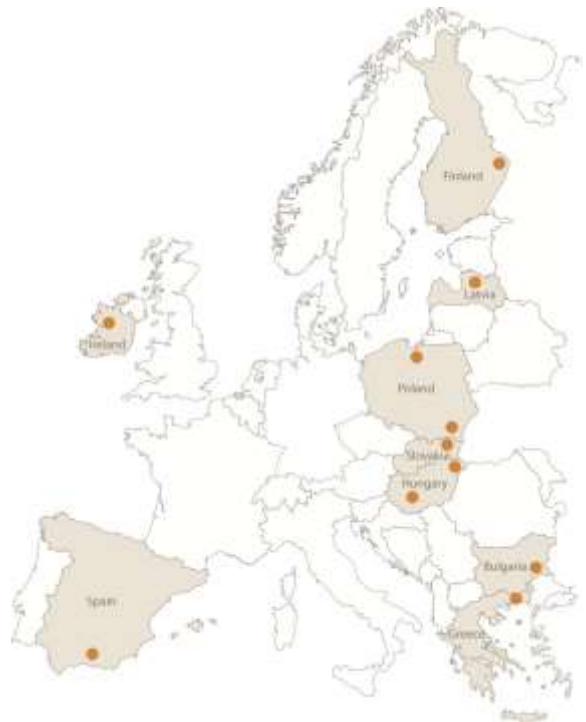 Finland
Latvia
Ireland
Poland
Slovakia
Hungary
Bulgaria
Spain
Greece